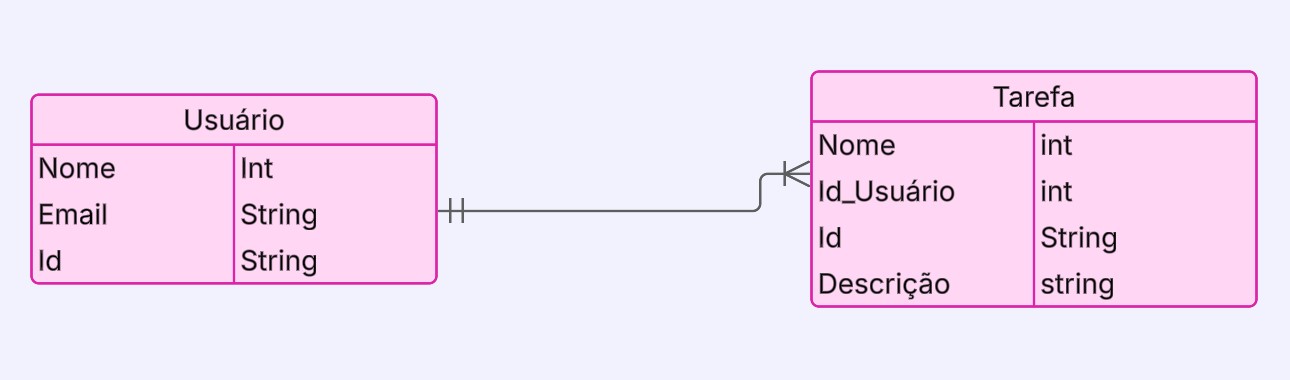 Usuário
Nome Int
Email String
Id String
Tarefa
Nome int
Id_Usuário int
Id String
Descrição string